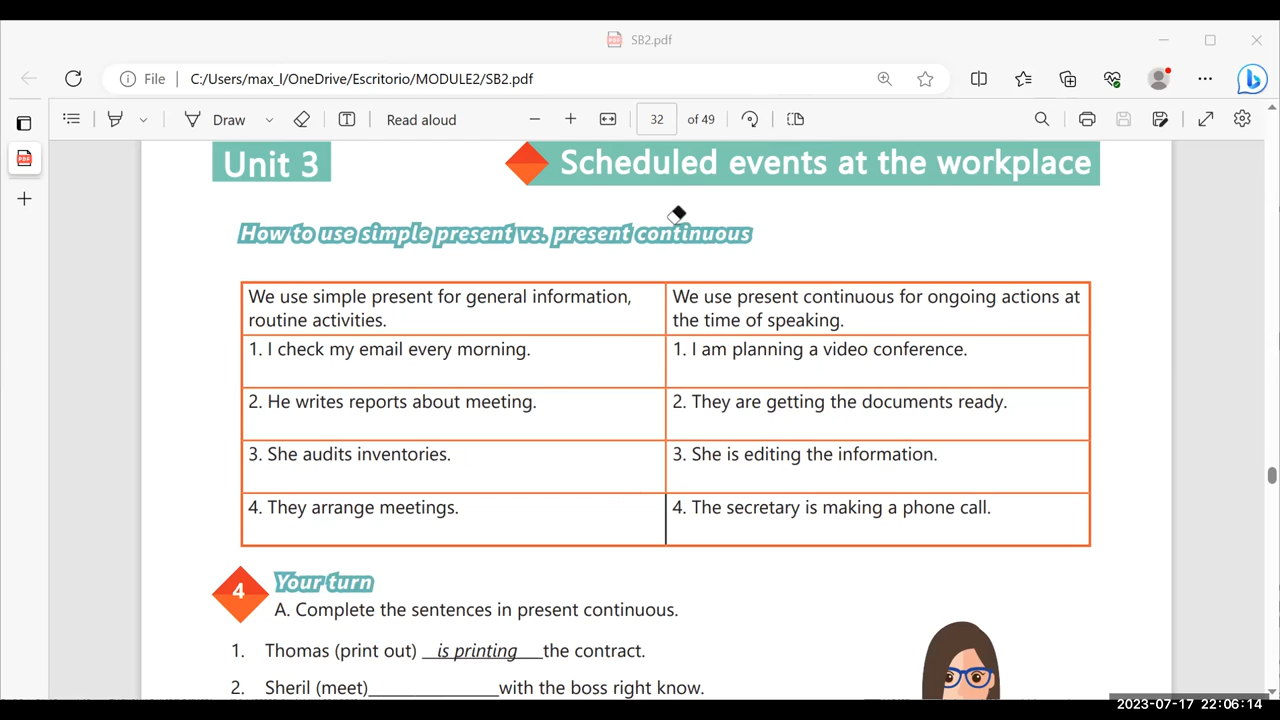 SB2.pdf
File C:/Users/max_l/OneDrive/Escritorio/MODULE2/SB2.pdf
Draw Read aloud 32 of 49
Unit 3 Scheduled events at the workplace
How to use simple present vs. present continuous
We use simple present for general information, routine activities.
We use present continuous for ongoing actions at the time of speaking.
1. I check my email every morning.
1. I am planning a video conference.
2. He writes reports about meeting.
2. They are getting the documents ready.
3. She audits inventories.
3. She is editing the information.
4. They arrange meetings.
4. The secretary is making a phone call.
4 Your turn
A. Complete the sentences in present continuous.
1. Thomas (print out) __is printing___the contract.
2. Sheril (meet)_____________with the boss right know.
2023-07-17 22:06:14